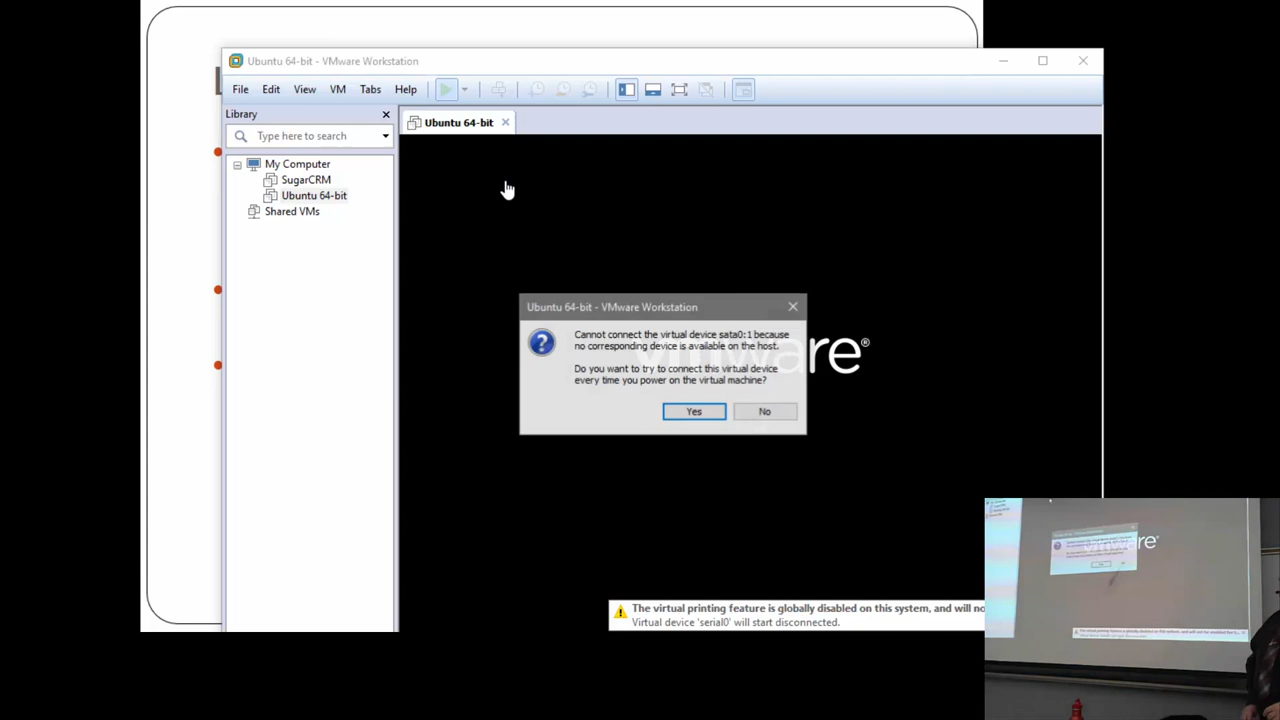 Ubuntu 64-bit - VMware Workstation
File Edit View VM Tabs Help
Library
Type here to search
My Computer
SugarCRM
Ubuntu 64-bit
Shared VMs
Ubuntu 64-bit
Ubuntu 64-bit - VMware Workstation
Cannot connect the virtual device sata0:1 because
no corresponding device is available on the host.
Do you want to try to connect this virtual device
every time you power on the virtual machine?
Yes No
vmware®
The virtual printing feature is globally disabled on this system, and will no
Virtual device 'serial0' will start disconnected.